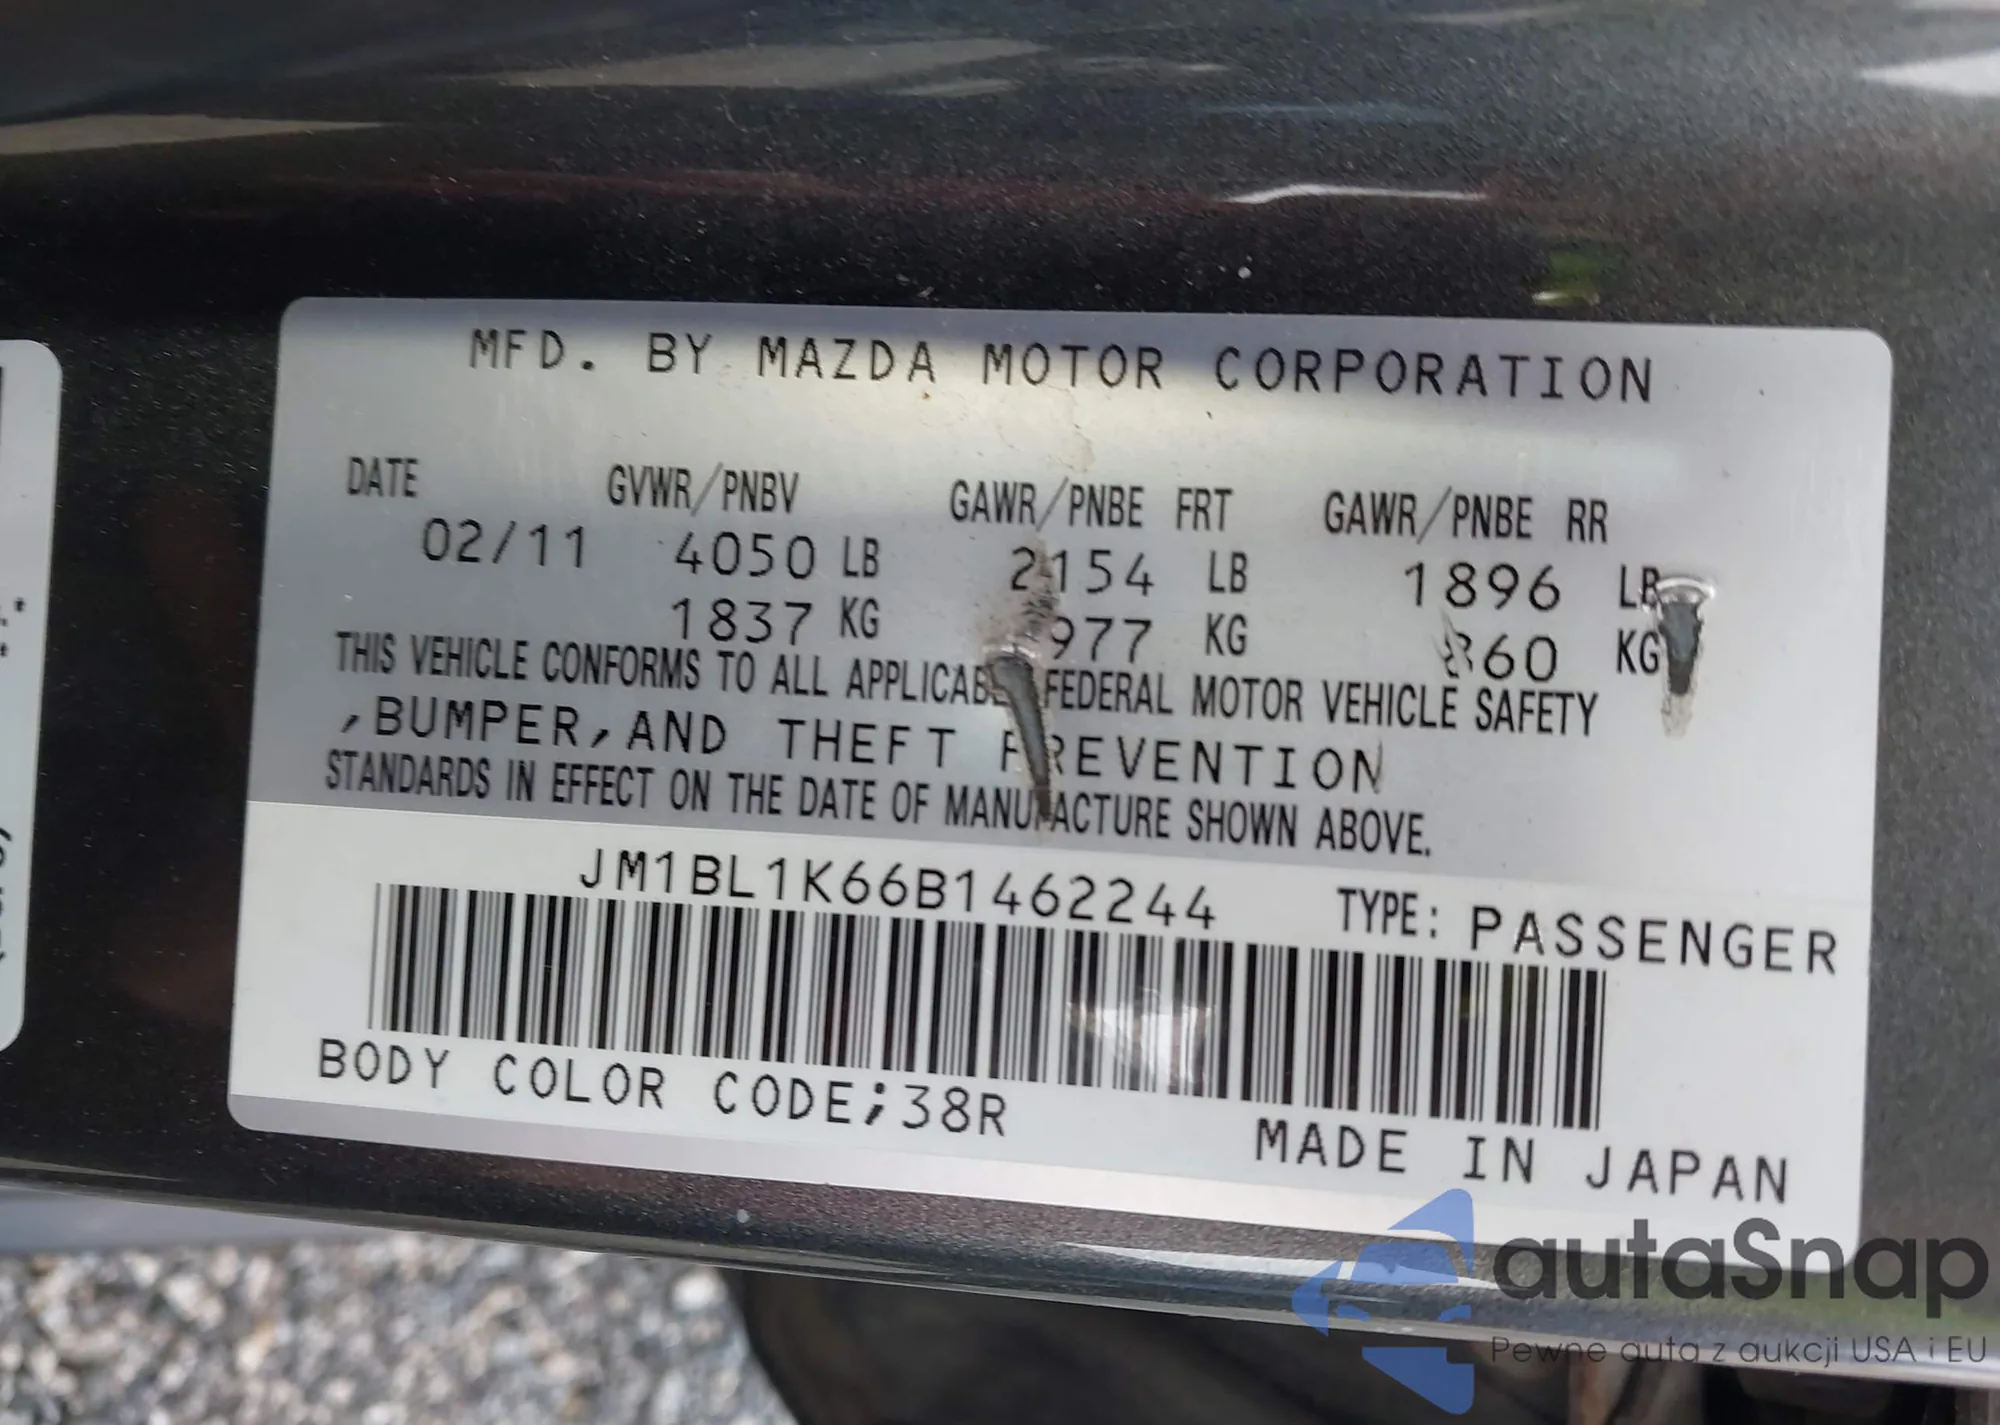 MFD. BY MAZDA MOTOR CORPORATION
DATE GVWR/PNBV GAWR/PNBE FRT GAWR/PNBE RR
02/11 4050 LB 2154 LB 1896 LB
1837 KG 977 KG 860 KG
THIS VEHICLE CONFORMS TO ALL FEDERAL MOTOR VEHICLE SAFETY
,BUMPER,AND THEFT PREVENTION
STANDARDS IN EFFECT ON THE DATE OF MANUFACTURE SHOWN ABOVE.
JM1BL1K66B1462244 TYPE: PASSENGER
BODY COLOR CODE;38R
MADE IN JAPAN
autaSnap
Pewne auta z aukcji USA i EU